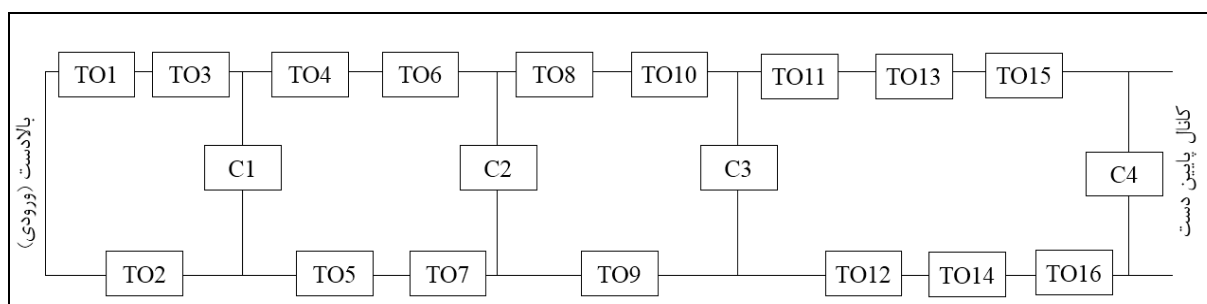 TO1 TO3 TO4 TO6 TO8 TO10 TO11 TO13 TO15
بالادست (ورودی)
C1 C2 C3 C4
کانال پایین دست
TO2 TO5 TO7 TO9 TO12 TO14 TO16